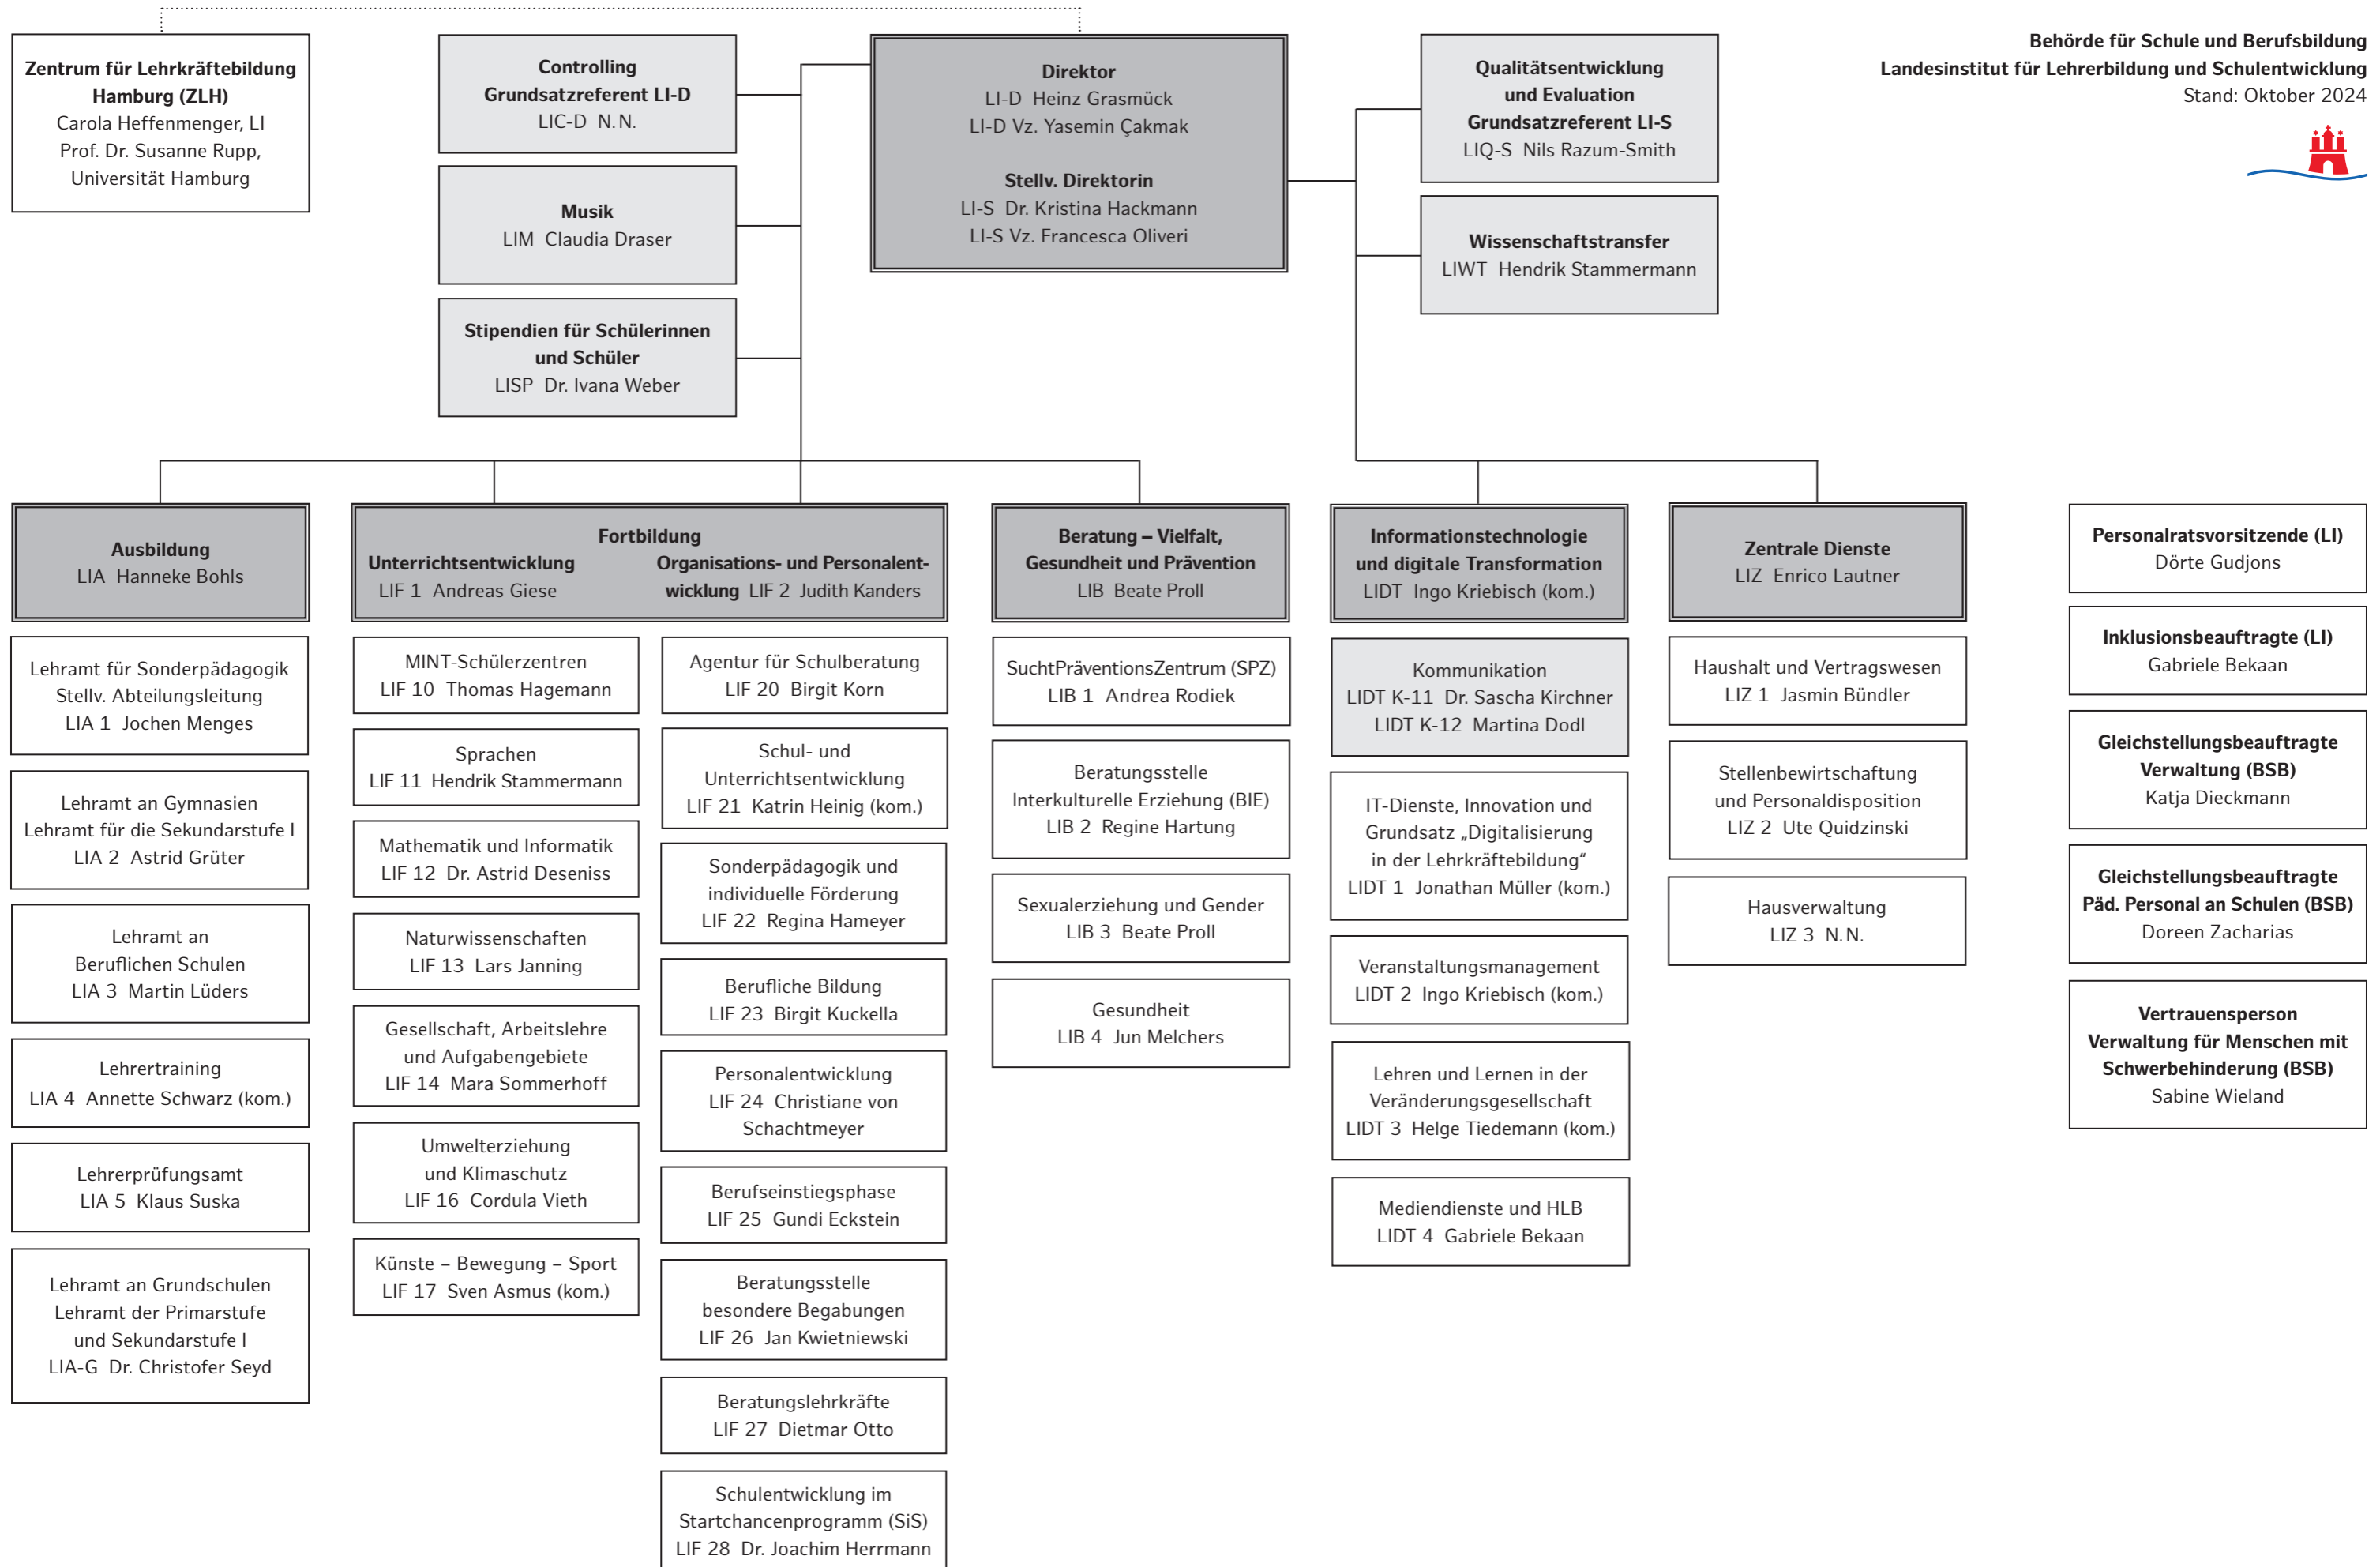 Zentrum für Lehrkräftebildung
Hamburg (ZLH)
Carola Heffenmenger, LI
Prof. Dr. Susanne Rupp,
Universität Hamburg
Controlling
Grundsatzreferent LI-D
LIC-D N.N.
Musik
LIM Claudia Draser
Stipendien für Schülerinnen
und Schüler
LISP Dr. Ivana Weber
Direktor
LI-D Heinz Grasmück
LI-D Vz. Yasemin Çakmak
Stellv. Direktorin
LI-S Dr. Kristina Hackmann
LI-S Vz. Francesca Oliveri
Qualitätsentwicklung
und Evaluation
Grundsatzreferent LI-S
LIQ-S Nils Razum-Smith
Wissenschaftstransfer
LIWT Hendrik Stammermann
Behörde für Schule und Berufsbildung
Landesinstitut für Lehrerbildung und Schulentwicklung
Stand: Oktober 2024
Ausbildung
LIA Hanneke Bohls
Lehramt für Sonderpädagogik
Stellv. Abteilungsleitung
LIA 1 Jochen Menges
Lehramt an Gymnasien
Lehramt für die Sekundarstufe I
LIA 2 Astrid Grüter
Lehramt an
Beruflichen Schulen
LIA 3 Martin Lüders
Lehrertraining
LIA 4 Annette Schwarz (kom.)
Lehrerprüfungsamt
LIA 5 Klaus Suska
Lehramt an Grundschulen
Lehramt der Primarstufe
und Sekundarstufe I
LIA-G Dr. Christofer Seyd
Fortbildung
Unterrichtsentwicklung
LIF 1 Andreas Giese
Organisations- und Personalent-
wicklung LIF 2 Judith Kanders
MINT-Schülerzentren
LIF 10 Thomas Hagemann
Sprachen
LIF 11 Hendrik Stammermann
Mathematik und Informatik
LIF 12 Dr. Astrid Deseniss
Naturwissenschaften
LIF 13 Lars Janning
Gesellschaft, Arbeitslehre
und Aufgabengebiete
LIF 14 Mara Sommerhoff
Umwelterziehung
und Klimaschutz
LIF 16 Cordula Vieth
Künste – Bewegung – Sport
LIF 17 Sven Asmus (kom.)
Agentur für Schulberatung
LIF 20 Birgit Korn
Schul- und
Unterrichtsentwicklung
LIF 21 Katrin Heinig (kom.)
Sonderpädagogik und
individuelle Förderung
LIF 22 Regina Hameyer
Berufliche Bildung
LIF 23 Birgit Kuckella
Personalentwicklung
LIF 24 Christiane von
Schachtmeyer
Berufseinstiegsphase
LIF 25 Gundi Eckstein
Beratungsstelle
besondere Begabungen
LIF 26 Jan Kwietniewski
Beratungslehrkräfte
LIF 27 Dietmar Otto
Schulentwicklung im
Startchancenprogramm (SiS)
LIF 28 Dr. Joachim Herrmann
Beratung – Vielfalt,
Gesundheit und Prävention
LIB Beate Proll
SuchtPräventionsZentrum (SPZ)
LIB 1 Andrea Rodiek
Beratungsstelle
Interkulturelle Erziehung (BIE)
LIB 2 Regine Hartung
Sexualerziehung und Gender
LIB 3 Beate Proll
Gesundheit
LIB 4 Jun Melchers
Informationstechnologie
und digitale Transformation
LIDT Ingo Kriebisch (kom.)
Kommunikation
LIDT K-11 Dr. Sascha Kirchner
LIDT K-12 Martina Dodl
IT-Dienste, Innovation und
Grundsatz „Digitalisierung
in der Lehrkräftebildung“
LIDT 1 Jonathan Müller (kom.)
Veranstaltungsmanagement
LIDT 2 Ingo Kriebisch (kom.)
Lehren und Lernen in der
Veränderungsgesellschaft
LIDT 3 Helge Tiedemann (kom.)
Mediendienste und HLB
LIDT 4 Gabriele Bekaan
Zentrale Dienste
LIZ Enrico Lautner
Haushalt und Vertragswesen
LIZ 1 Jasmin Bündler
Stellenbewirtschaftung
und Personaldisposition
LIZ 2 Ute Quidzinski
Hausverwaltung
LIZ 3 N.N.
Personalratsvorsitzende (LI)
Dörte Gudjons
Inklusionsbeauftragte (LI)
Gabriele Bekaan
Gleichstellungsbeauftragte
Verwaltung (BSB)
Katja Dieckmann
Gleichstellungsbeauftragte
Päd. Personal an Schulen (BSB)
Doreen Zacharias
Vertrauensperson
Verwaltung für Menschen mit
Schwerbehinderung (BSB)
Sabine Wieland